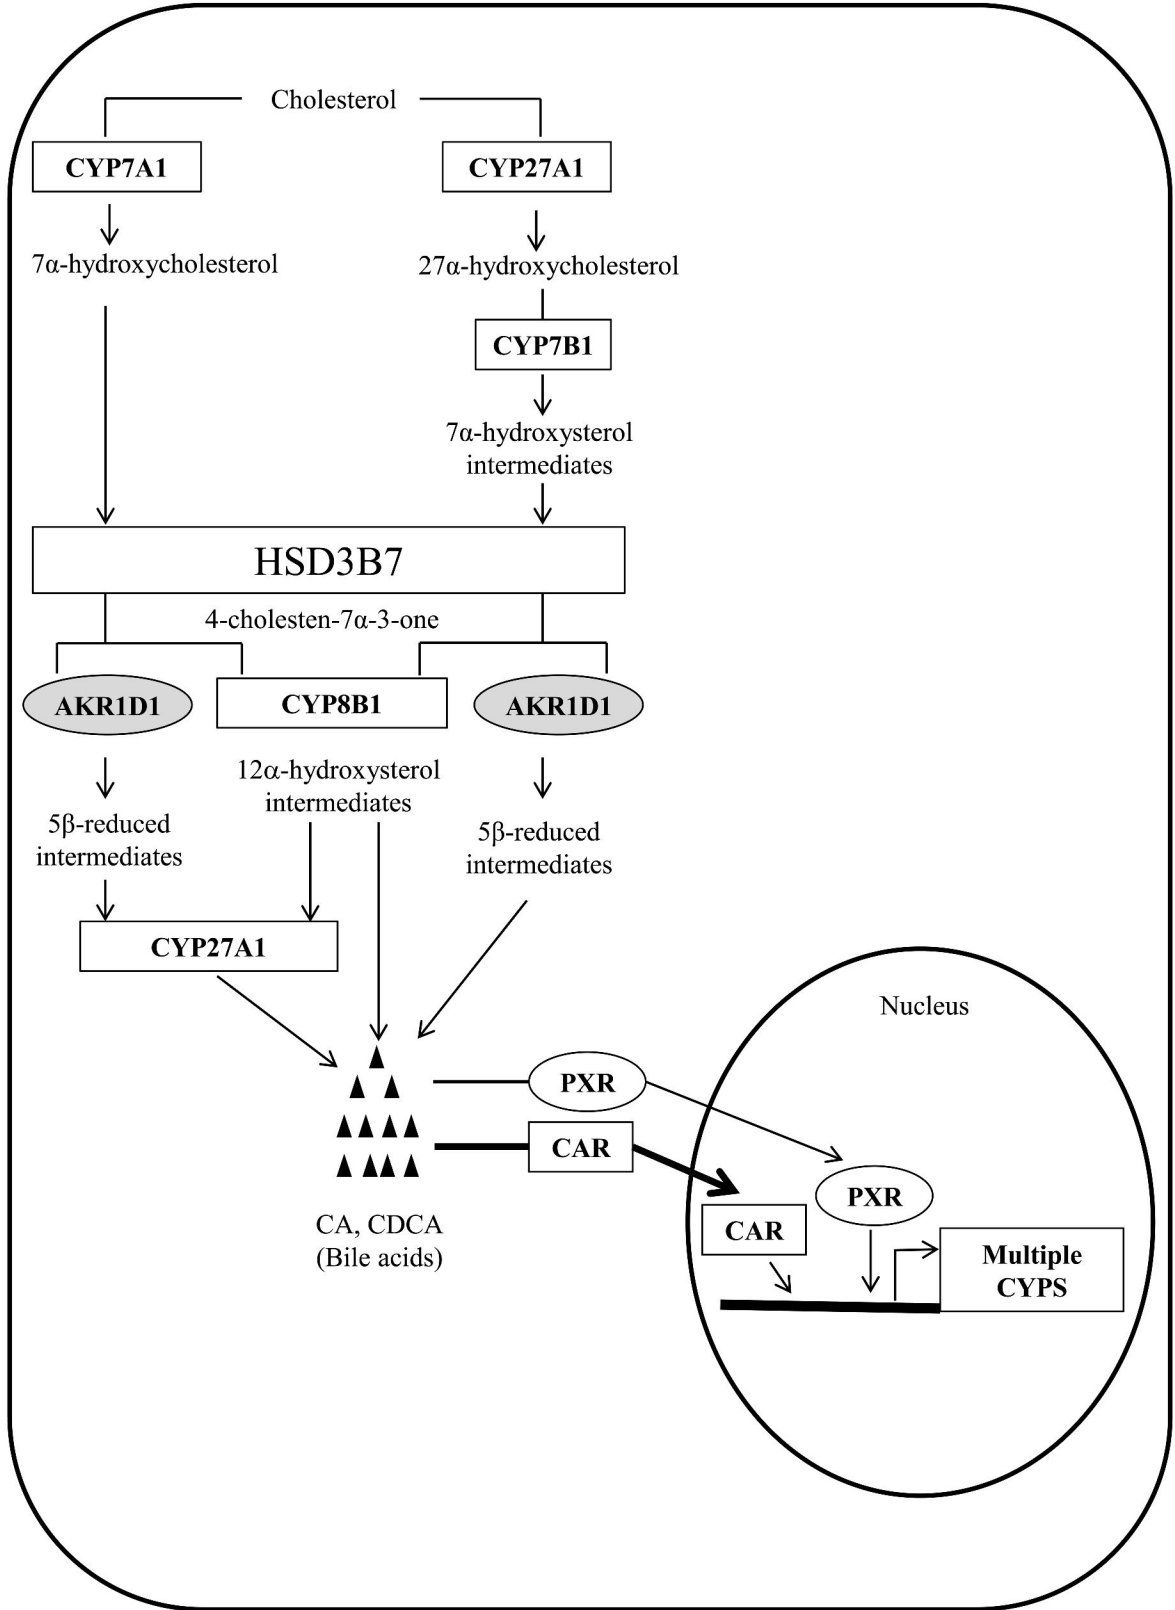 Cholesterol
CYP7A1
CYP27A1
7α-hydroxycholesterol
27α-hydroxycholesterol
CYP7B1
7α-hydroxysterol
intermediates
HSD3B7
4-cholesten-7α-3-one
AKR1D1
CYP8B1
AKR1D1
12α-hydroxysterol
intermediates
5β-reduced
intermediates
5β-reduced
intermediates
CYP27A1
Nucleus
PXR
CAR
PXR
CAR
CA, CDCA
(Bile acids)
Multiple
CYPS